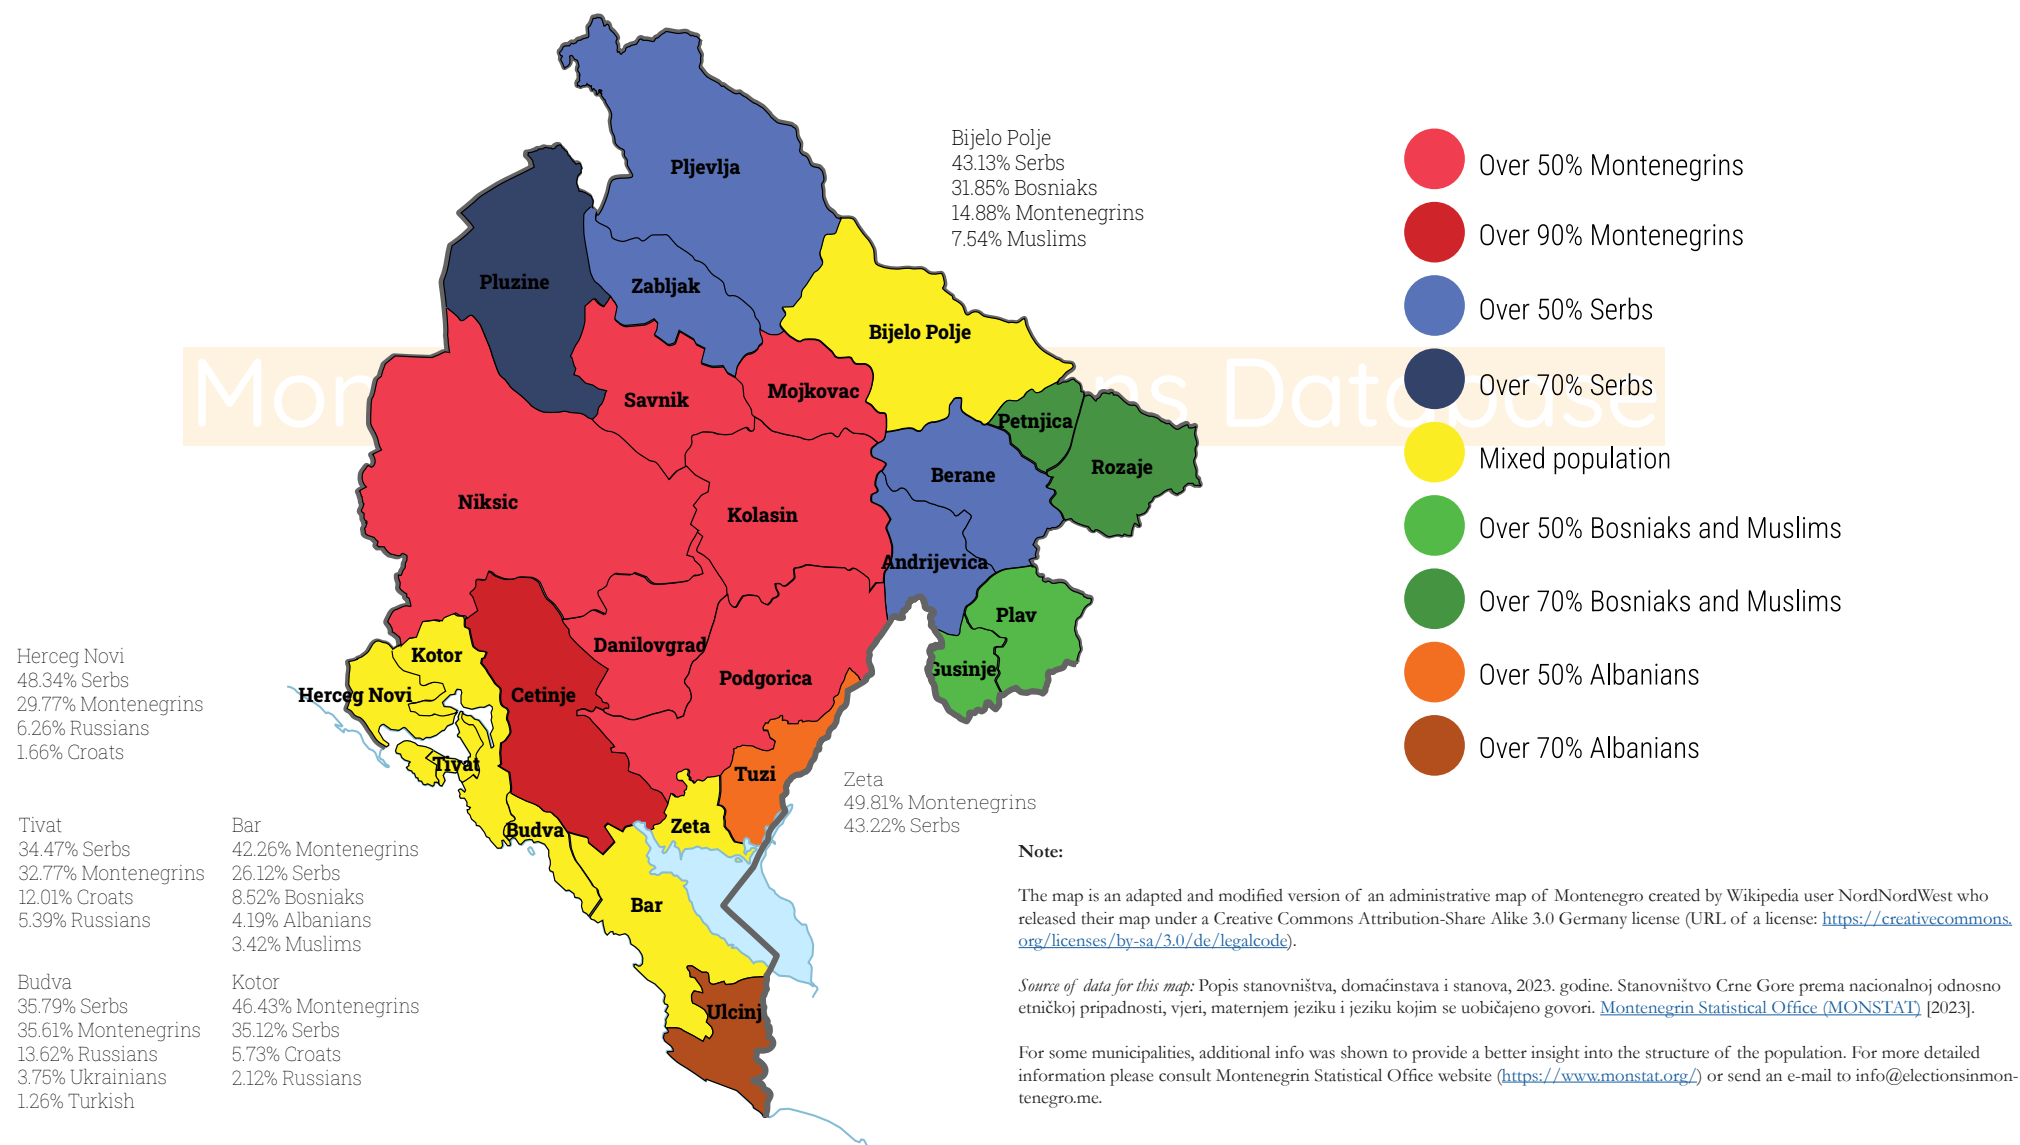 Pljevlja
Bijelo Polje
43.13% Serbs
31.85% Bosniaks
14.88% Montenegrins
7.54% Muslims
Over 50% Montenegrins
Over 90% Montenegrins
Over 50% Serbs
Over 70% Serbs
Mixed population
Over 50% Bosniaks and Muslims
Over 70% Bosniaks and Muslims
Over 50% Albanians
Over 70% Albanians
Pluzine
Zabljak
Bijelo Polje
Savnik
Mojkovac
Petnjica
Rozaje
Berane
Niksic
Kolasin
Andrijevica
Plav
Gusinje
Danilovgrad
Podgorica
Kotor
Herceg Novi
Cetinje
Tivat
Tuzi
Budva
Zeta
Bar
Ulcinj
Herceg Novi
48.34% Serbs
29.77% Montenegrins
6.26% Russians
1.66% Croats
Zeta
49.81% Montenegrins
43.22% Serbs
Tivat
34.47% Serbs
32.77% Montenegrins
12.01% Croats
5.39% Russians
Bar
42.26% Montenegrins
26.12% Serbs
8.52% Bosniaks
4.19% Albanians
3.42% Muslims
Budva
35.79% Serbs
35.61% Montenegrins
13.62% Russians
3.75% Ukrainians
1.26% Turkish
Kotor
46.43% Montenegrins
35.12% Serbs
5.73% Croats
2.12% Russians
Note:
The map is an adapted and modified version of an administrative map of Montenegro created by Wikipedia user NordNordWest who
released their map under a Creative Commons Attribution-Share Alike 3.0 Germany license (URL of a license: https://creativecommons.
org/licenses/by-sa/3.0/de/legalcode).
Source of data for this map: Popis stanovništva, domaćinstava i stanova, 2023. godine. Stanovništvo Crne Gore prema nacionalnoj odnosno
etničkoj pripadnosti, vjeri, maternjem jeziku i jeziku kojim se uobičajeno govori. Montenegrin Statistical Office (MONSTAT) [2023].
For some municipalities, additional info was shown to provide a better insight into the structure of the population. For more detailed
information please consult Montenegrin Statistical Office website (https://www.monstat.org/) or send an e-mail to info@electionsinmon-
tenegro.me.
Database